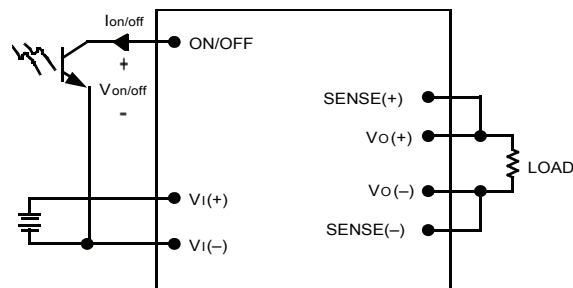 Ion/off
ON/OFF
+
Von/off
-
SENSE(+)
VO(+)
LOAD
VO(–)
SENSE(–)
VI(+)
VI(–)